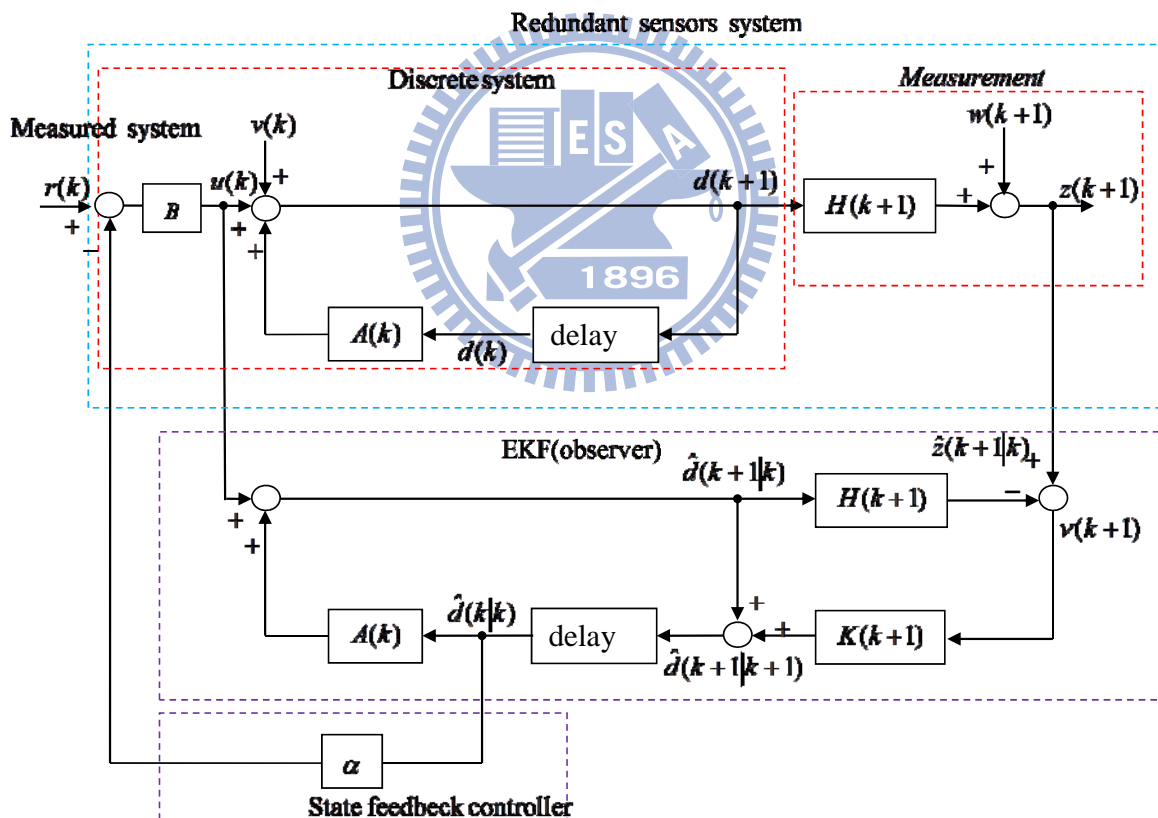 Redundant sensors system
Discrete system
Measurement
Measured system
v(k)
w(k+1)
E S A
r(k)
u(k)
d(k+1)
z(k+1)
+
−
B
+
+
+
H(k+1)
+
+
1896
A(k)
d(k)
delay
EKF(observer)
d̂(k+1|k)
ẑ(k+1|k)
+
+
+
H(k+1)
−
ν(k+1)
A(k)
d̂(k|k)
delay
+
+
d̂(k+1|k+1)
K(k+1)
α
State feedbeck controller